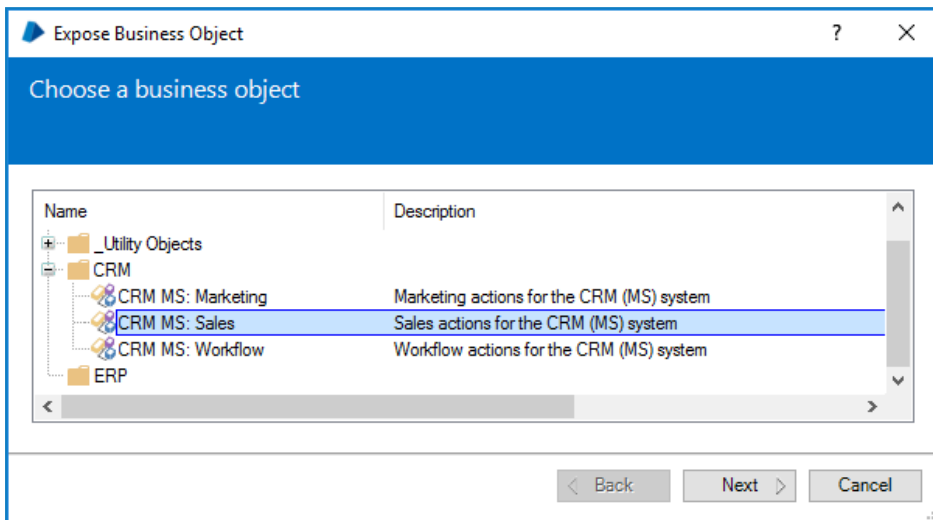 Expose Business Object ?
Choose a business object
Name Description
_Utility Objects
CRM
CRM MS: Marketing Marketing actions for the CRM (MS) system
CRM MS: Sales Sales actions for the CRM (MS) system
CRM MS: Workflow Workflow actions for the CRM (MS) system
ERP
Back Next Cancel